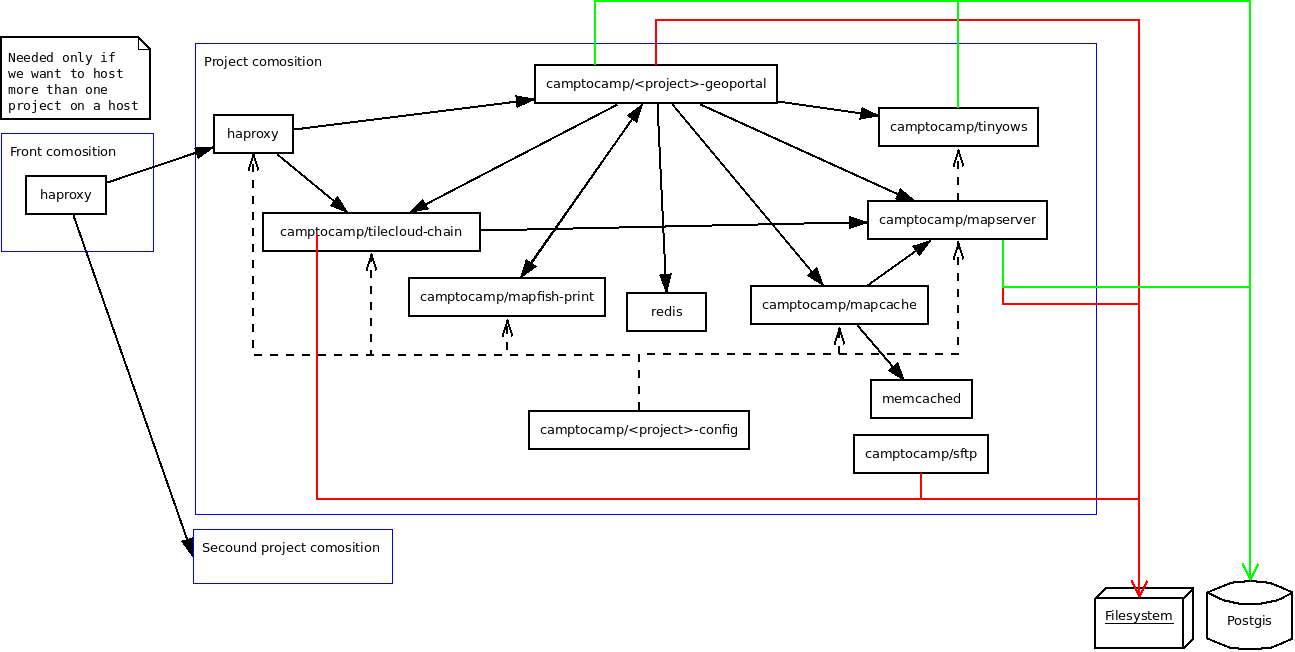 Needed only if
we want to host
more than one
project on a host
Front comosition
haproxy
Project comosition
camptocamp/<project>-geoportal
haproxy
camptocamp/tinyows
camptocamp/tilecloud-chain
camptocamp/mapserver
camptocamp/mapfish-print
redis
camptocamp/mapcache
memcached
camptocamp/<project>-config
camptocamp/sftp
Secound project comosition
Filesystem
Postgis